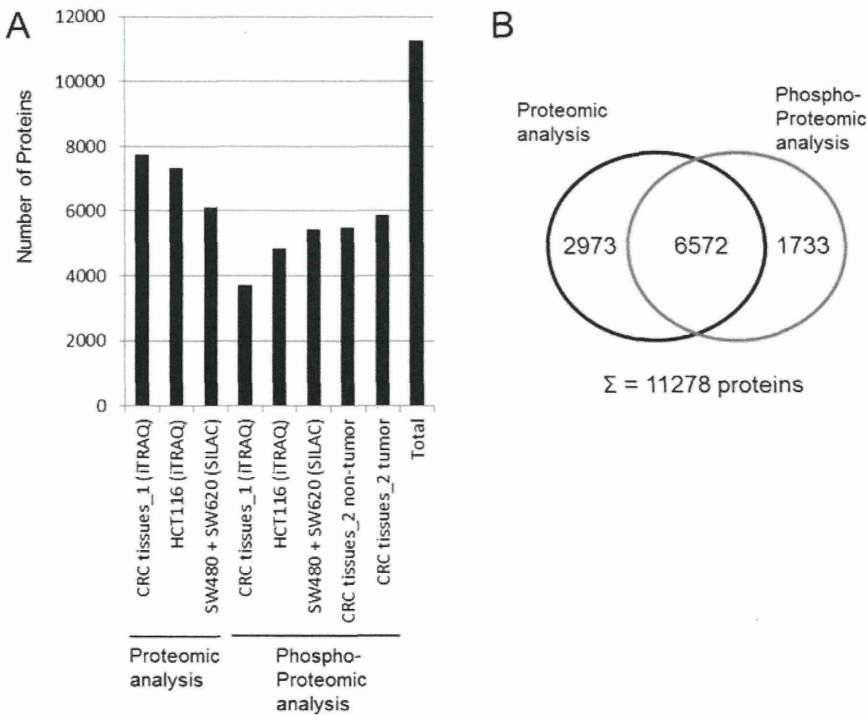 A
Number of Proteins
12000
10000
8000
6000
4000
2000
0
CRC tissues_1 (iTRAQ)
HCT116 (iTRAQ)
SW480 + SW620 (SILAC)
CRC tissues_1 (iTRAQ)
HCT116 (iTRAQ)
SW480 + SW620 (SILAC)
CRC tissues_2 non-tumor
CRC tissues_2 tumor
Total
Proteomic
analysis
Phospho-
Proteomic
analysis
B
Proteomic
analysis
Phospho-
Proteomic
analysis
2973
6572
1733
Σ = 11278 proteins